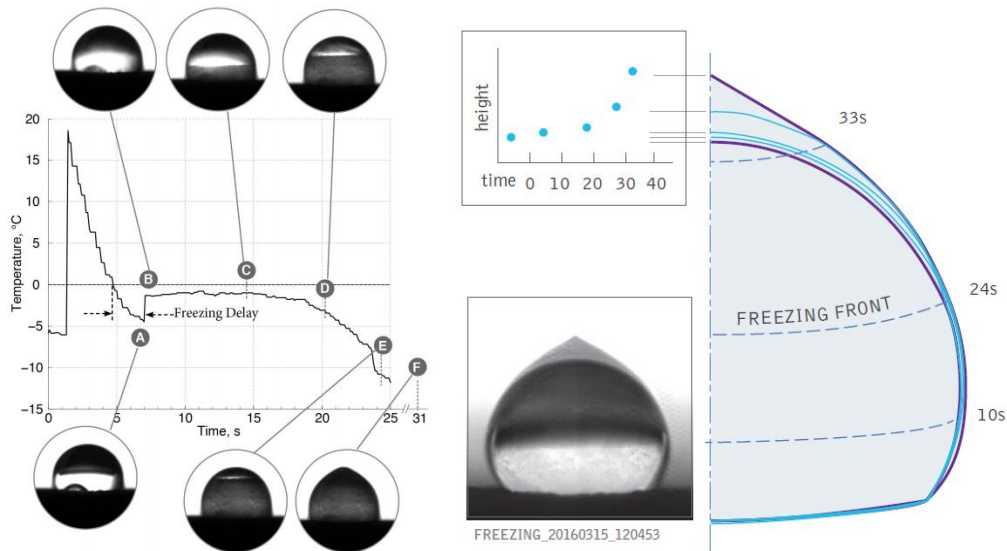 20
15
10
5
0
−5
−10
−15
Temperature, °C
0
5
10
15
20
25
31
Time, s
A
B
C
D
E
F
Freezing Delay
height
time
0
10
20
30
40
33s
24s
FREEZING FRONT
10s
FREEZING_20160315_120453